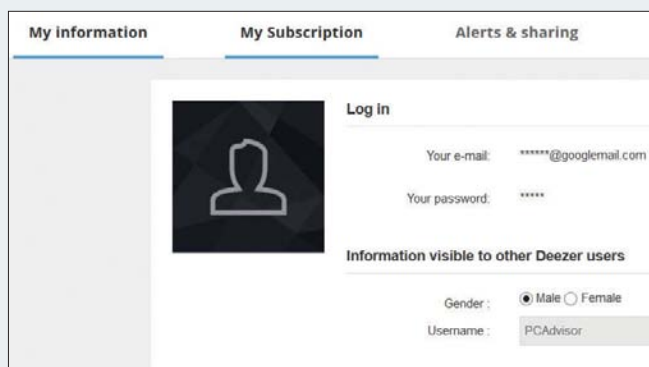 My information My Subscription Alerts & sharing
Log in
Your e-mail: ******@googlemail.com
Your password: *****
Information visible to other Deezer users
Gender : Male Female
Username : PCAdvisor